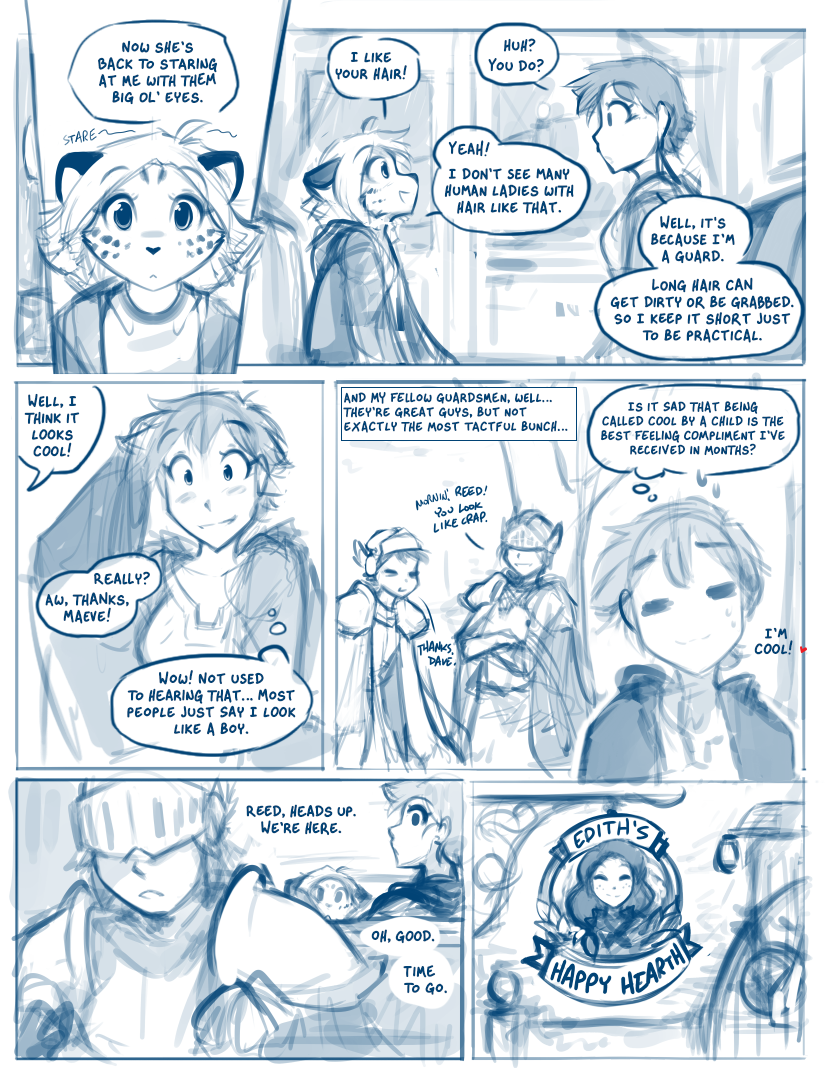 NOW SHE'S
BACK TO STARING
AT ME WITH THEM
BIG OL' EYES.
STARE
I LIKE
YOUR HAIR!
HUH?
YOU DO?
YEAH!
I DON'T SEE MANY
HUMAN LADIES WITH
HAIR LIKE THAT.
WELL, IT'S
BECAUSE I'M
A GUARD.
LONG HAIR CAN
GET DIRTY OR BE GRABBED.
SO I KEEP IT SHORT JUST
TO BE PRACTICAL.
WELL, I
THINK IT
LOOKS
COOL!
REALLY?
AW, THANKS,
MAEVE!
WOW! NOT USED
TO HEARING THAT... MOST
PEOPLE JUST SAY I LOOK
LIKE A BOY.
AND MY FELLOW GUARDSMEN, WELL...
THEY'RE GREAT GUYS, BUT NOT
EXACTLY THE MOST TACTFUL BUNCH...
MORNIN', REED!
YOU LOOK
LIKE CRAP.
THANKS,
DAVE.
IS IT SAD THAT BEING
CALLED COOL BY A CHILD IS THE
BEST FEELING COMPLIMENT I'VE
RECEIVED IN MONTHS?
I'M
COOL!
REED, HEADS UP.
WE'RE HERE.
OH, GOOD.
TIME
TO GO.
EDITH'S
HAPPY HEARTH